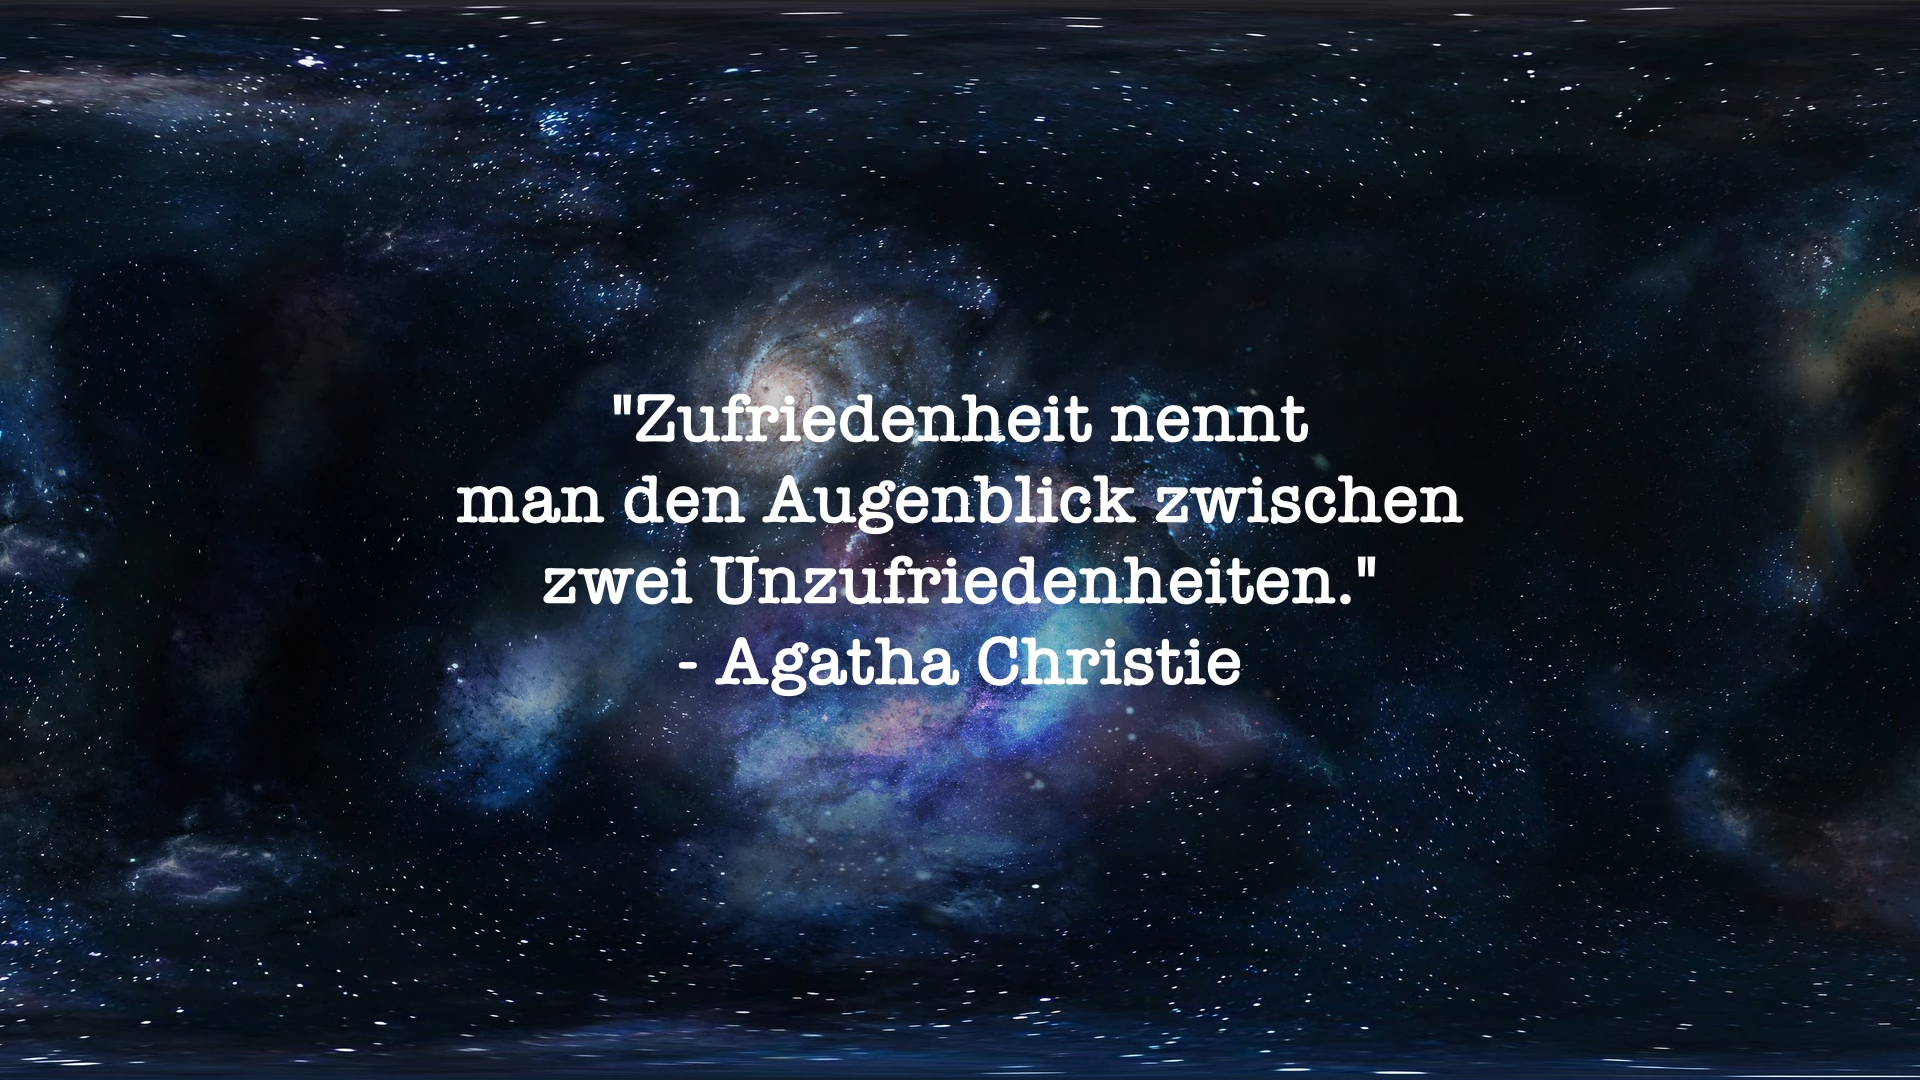 "Zufriedenheit nennt
man den Augenblick zwischen
zwei Unzufriedenheiten."
- Agatha Christie